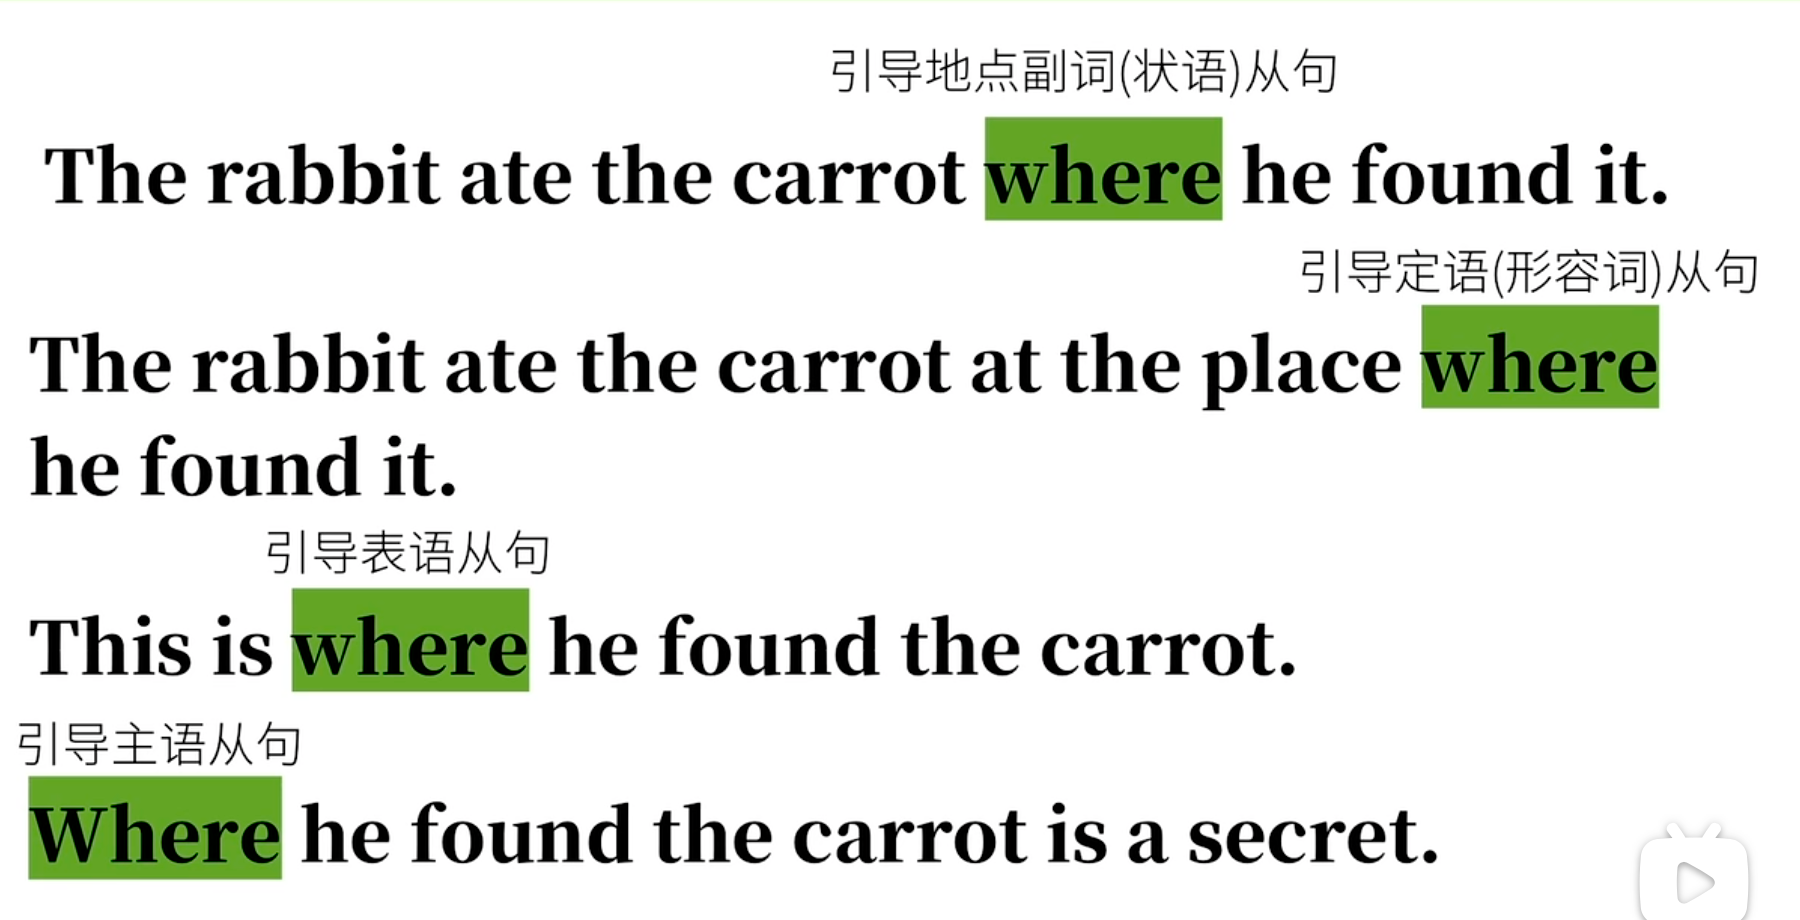 引导地点副词(状语)从句
The rabbit ate the carrot where he found it.
引导定语(形容词)从句
The rabbit ate the carrot at the place where
he found it.
引导表语从句
This is where he found the carrot.
引导主语从句
Where he found the carrot is a secret.